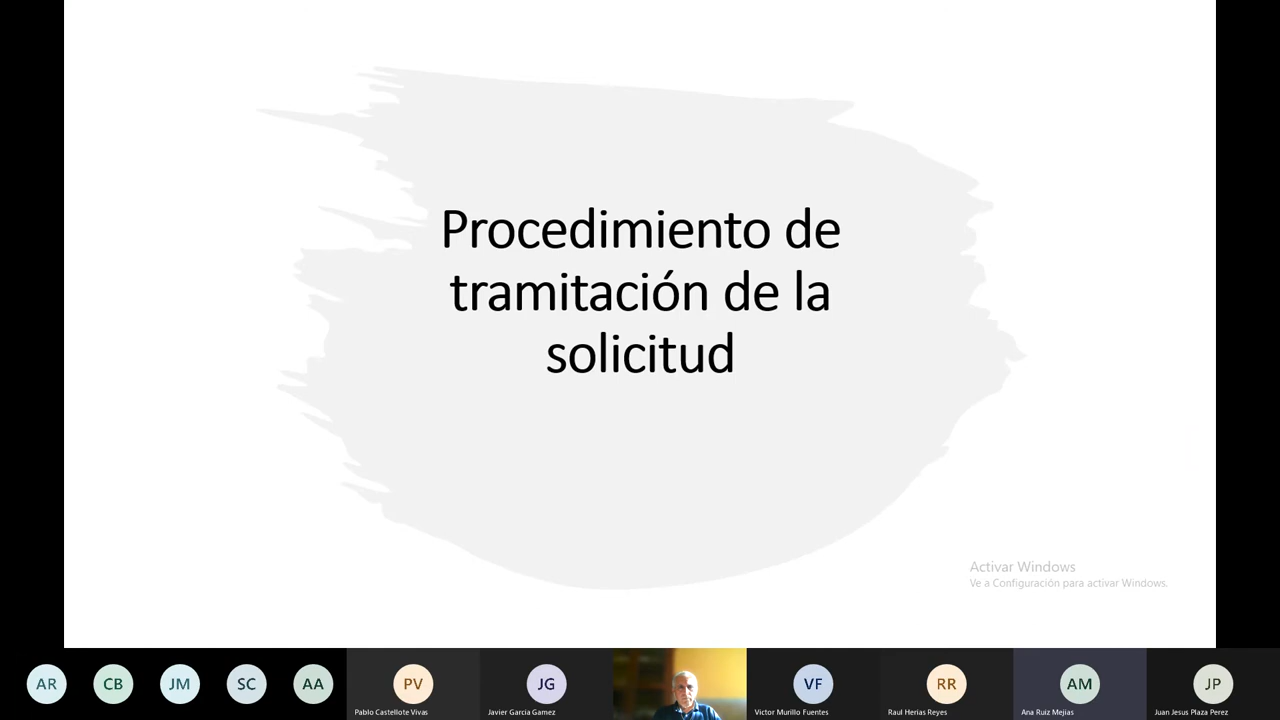 Procedimiento de
tramitación de la
solicitud
Activar Windows
Ve a Configuración para activar Windows.
AR
CB
JM
SC
AA
PV
JG
VF
RR
AM
JP
Pablo Castellote Vivas
Javier Garcia Gamez
Victor Murillo Fuentes
Raul Herias Reyes
Ana Ruiz Mejias
Juan Jesus Plaza Perez